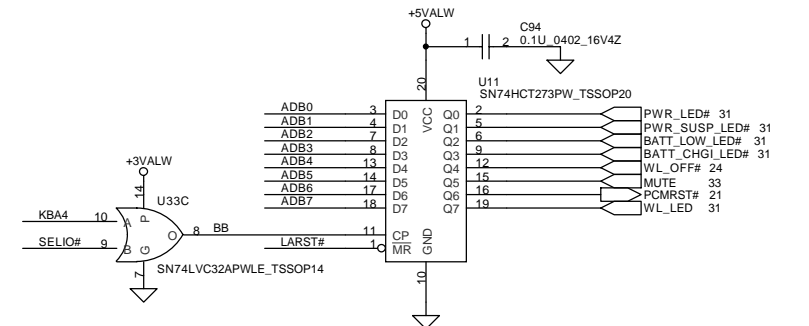 +5VALW
C94
1 2 0.1U_0402_16V4Z
20
U11
SN74HCT273PW_TSSOP20
VCC
ADB0 3 D0 Q0 2 PWR_LED# 31
ADB1 4 D1 Q1 5 PWR_SUSP_LED# 31
ADB2 7 D2 Q2 6 BATT_LOW_LED# 31
ADB3 8 D3 Q3 9 BATT_CHGI_LED# 31
ADB4 13 D4 Q4 12 WL_OFF# 24
ADB5 14 D5 Q5 15 MUTE 33
ADB6 17 D6 Q6 16 PCMRST# 21
ADB7 18 D7 Q7 19 WL_LED 31
+3VALW
14
U33C
KBA4 10 A P
O 8 BB 11 CP
SELIO# 9 B G
LARST# 1 MR
GND
7
SN74LVC32APWLE_TSSOP14
10